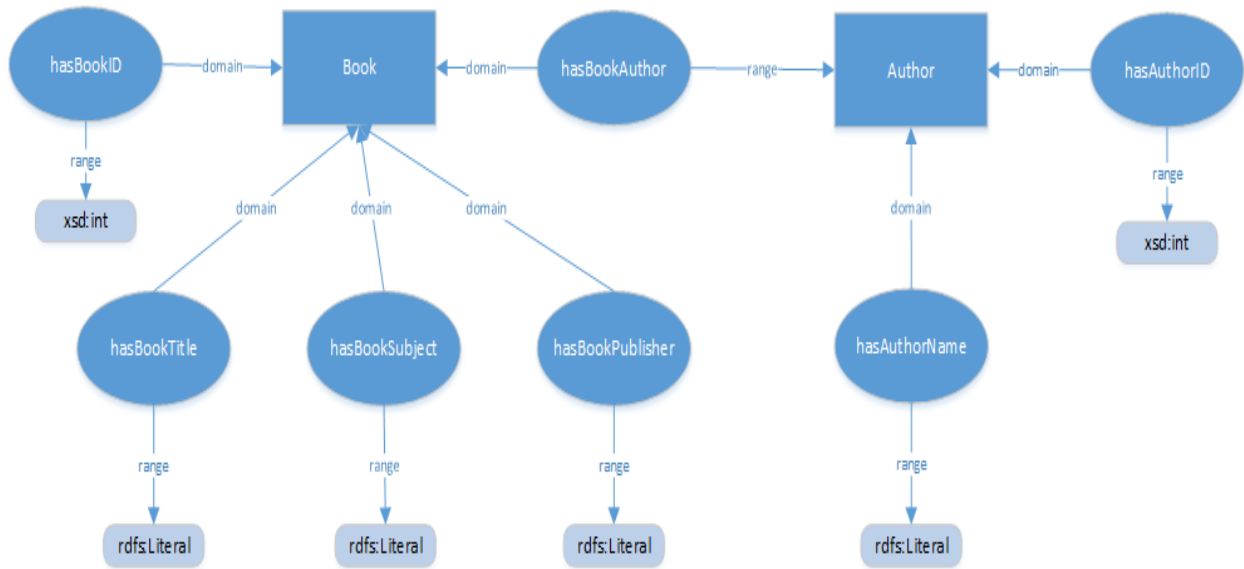 hasBookID
domain
Book
domain
hasBookAuthor
range
Author
domain
hasAuthorID
range
xsd:int
domain
domain
domain
domain
range
xsd:int
hasBookTitle
hasBookSubject
hasBookPublisher
hasAuthorName
range
range
range
range
rdfs:Literal
rdfs:Literal
rdfs:Literal
rdfs:Literal